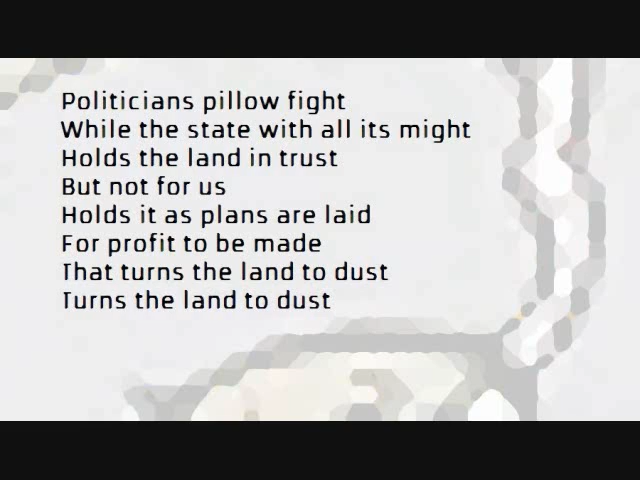 Politicians pillow fight
While the state with all its might
Holds the land in trust
But not for us
Holds it as plans are laid
For profit to be made
That turns the land to dust
Turns the land to dust